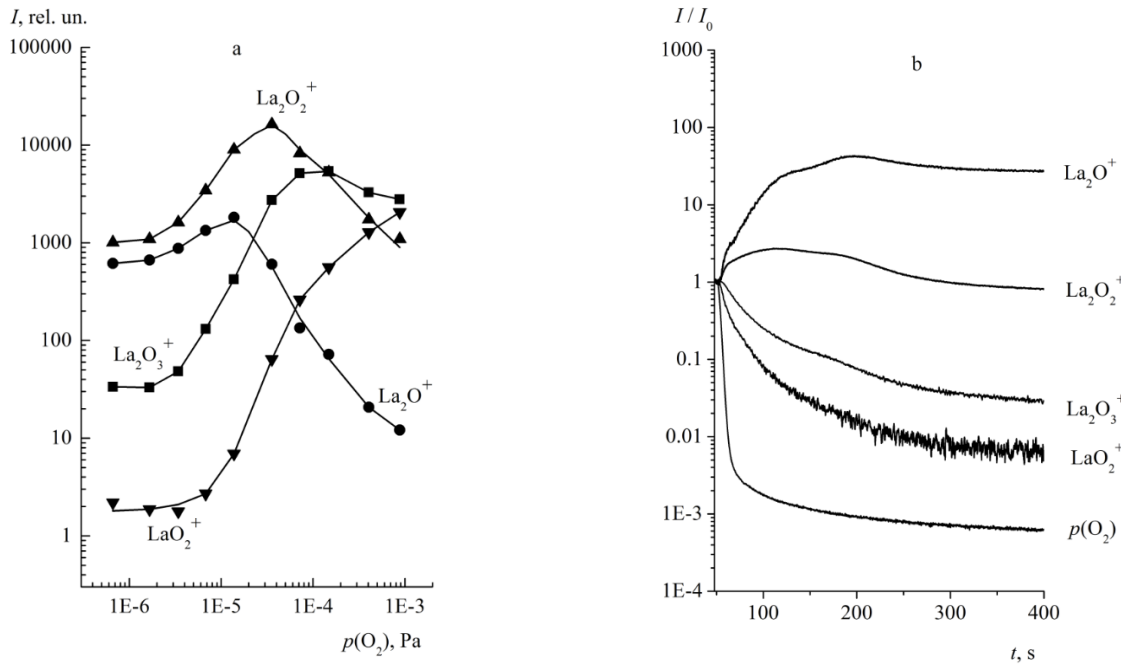 I, rel. un.
a
100000
10000
1000
100
10
1
La₂O₂⁺
La₂O₃⁺
La₂O⁺
LaO₂⁺
1E-6 1E-5 1E-4 1E-3
p(O₂), Pa
I / I₀
b
1000
100
10
1
0.1
0.01
1E-3
1E-4
La₂O⁺
La₂O₂⁺
La₂O₃⁺
LaO₂⁺
p(O₂)
100 200 300 400
t, s